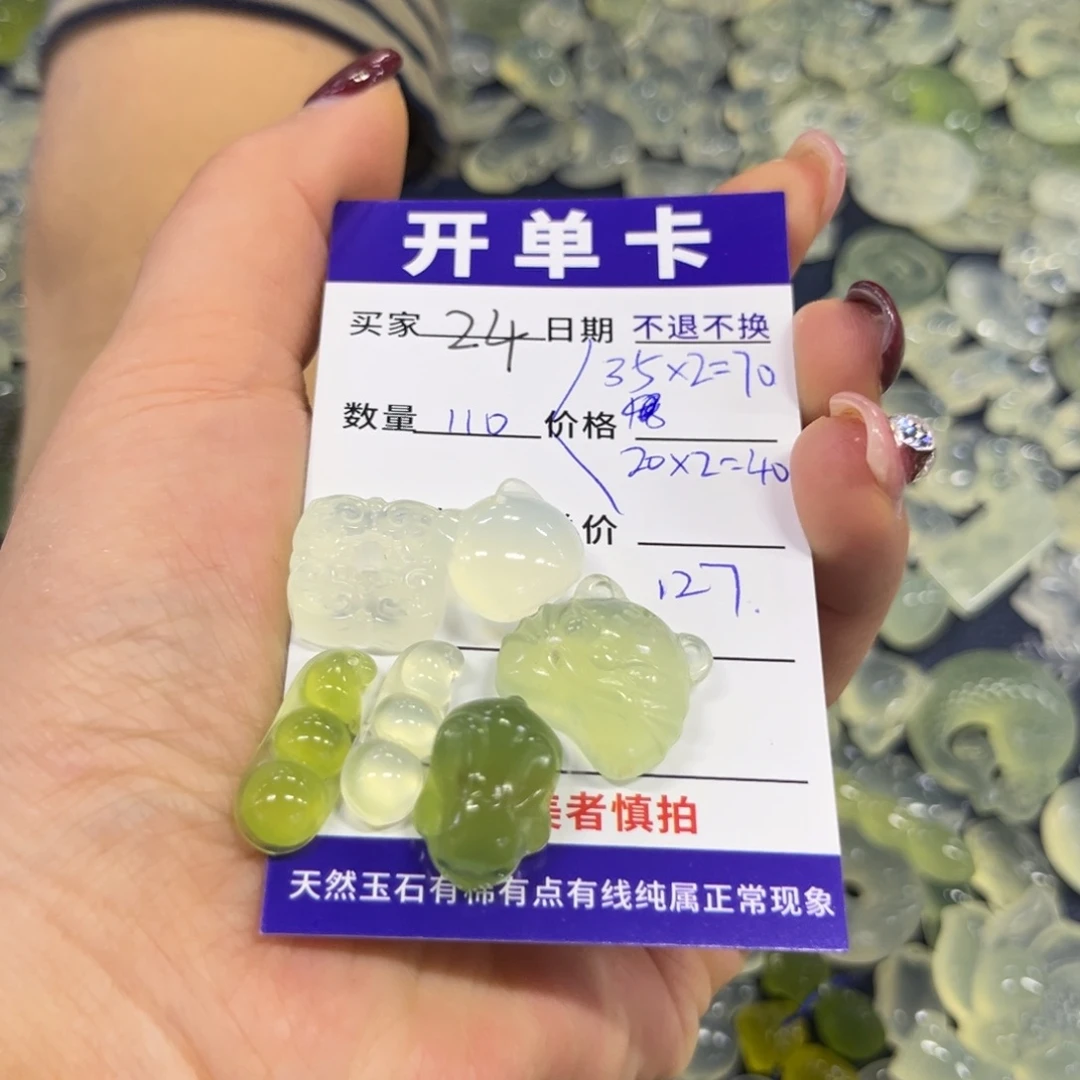 开单卡
买家 24 日期 不退不换
35×2=70
数量 110 价格
20×2=40
价
127.
者慎拍
天然玉石有棉有点有线纯属正常现象